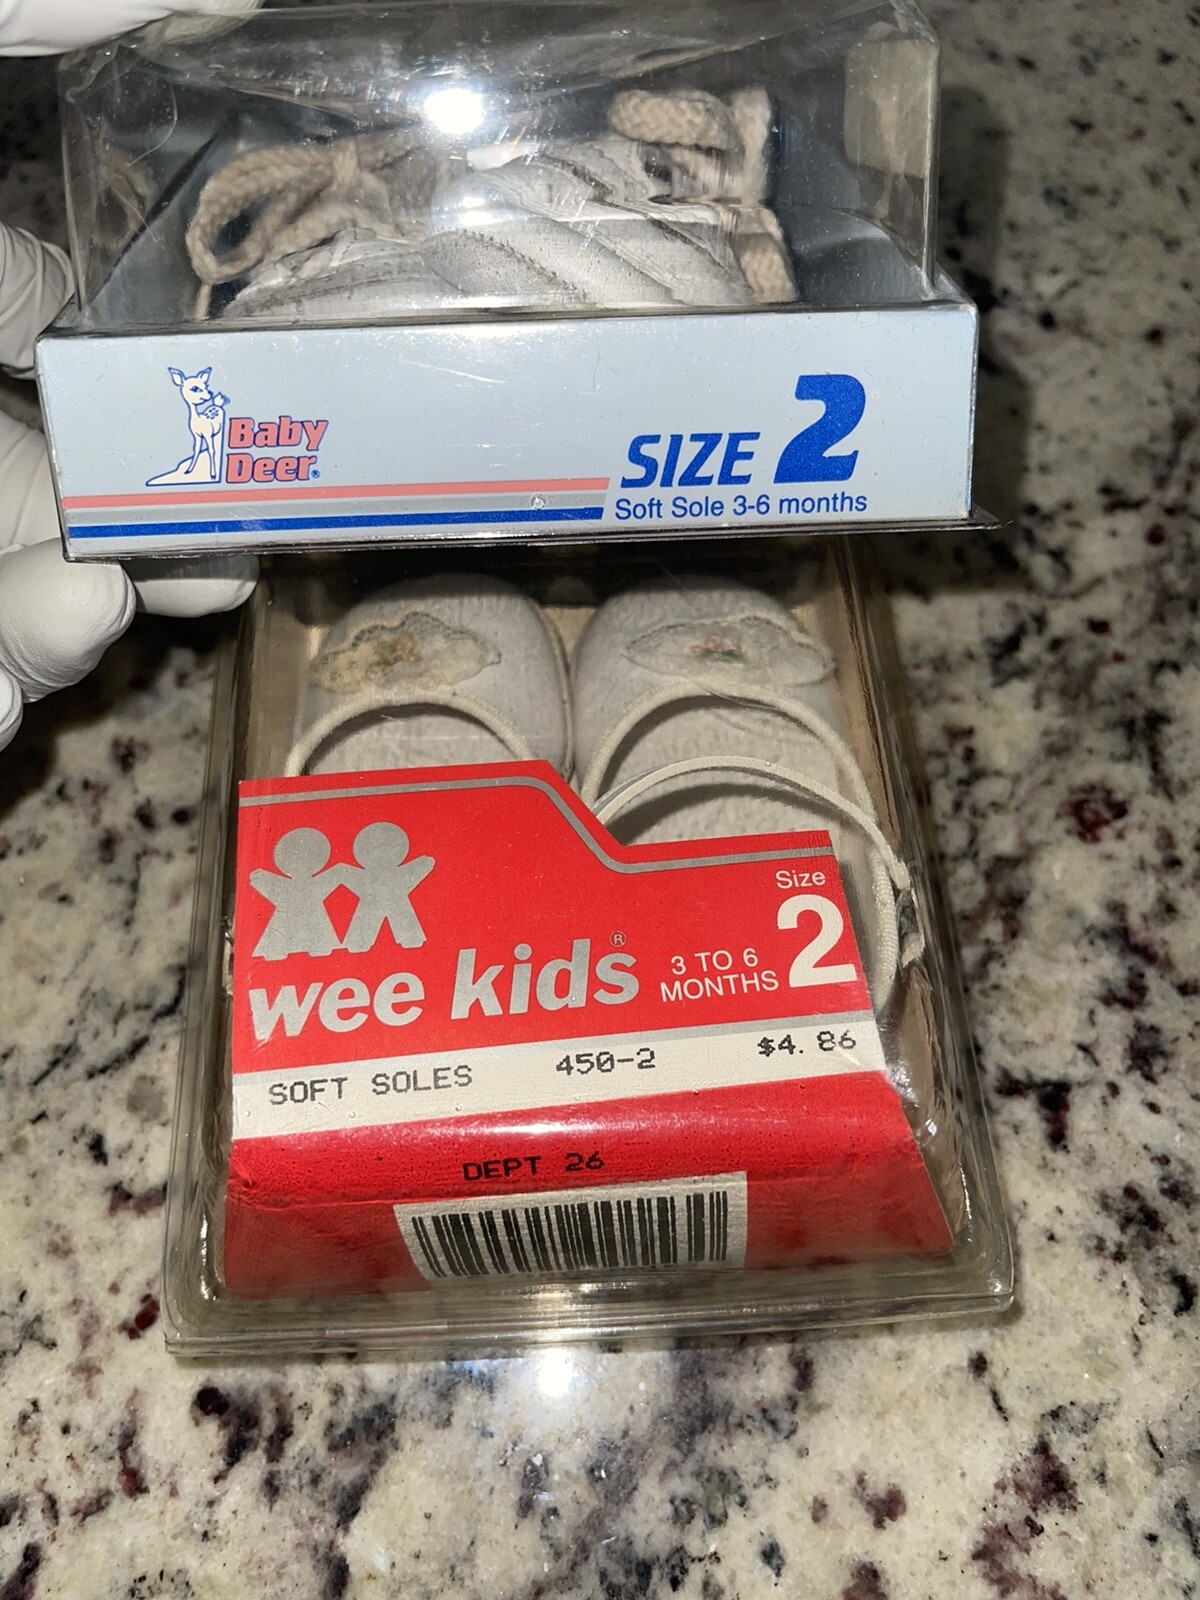 Baby
Deer®
SIZE 2
Soft Sole 3-6 months
Size
2
3 TO 6
MONTHS
wee kids®
SOFT SOLES 450-2 $4.86
DEPT 26